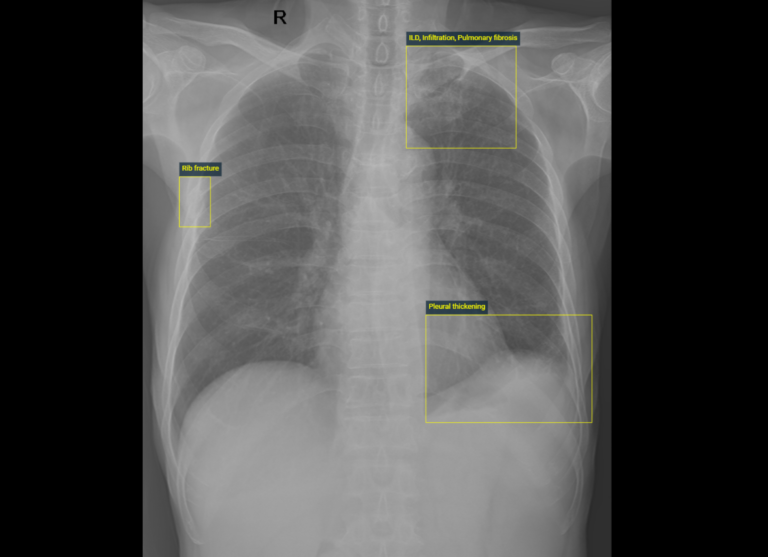 R
ILD, Infiltration, Pulmonary fibrosis
Rib fracture
Pleural thickening